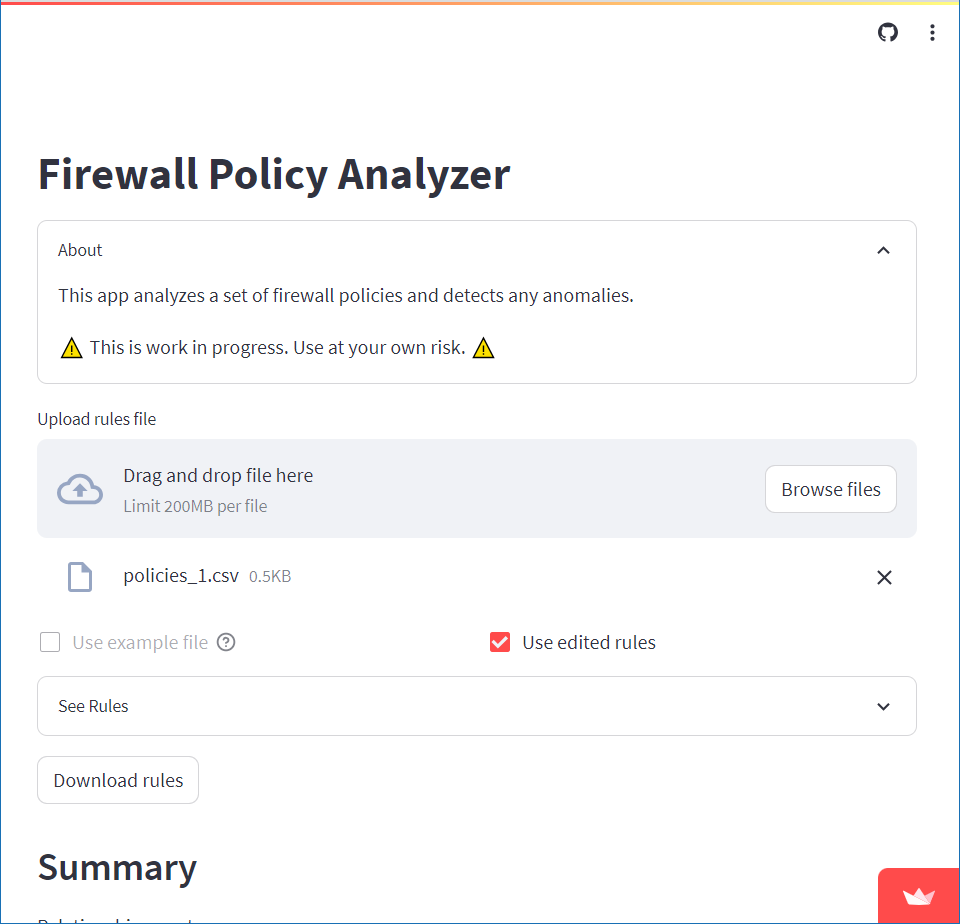 Firewall Policy Analyzer
About
This app analyzes a set of firewall policies and detects any anomalies.
⚠️ This is work in progress. Use at your own risk. ⚠️
Upload rules file
Drag and drop file here
Limit 200MB per file
Browse files
policies_1.csv 0.5KB
Use example file
Use edited rules
See Rules
Download rules
Summary